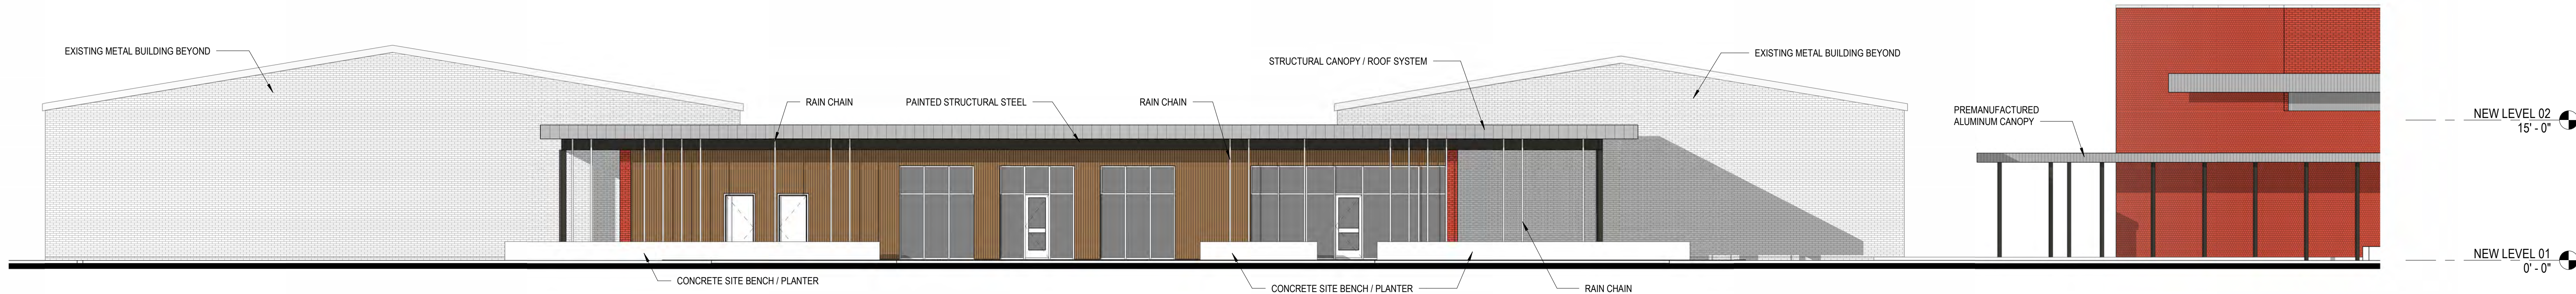 EXISTING METAL BUILDING BEYOND
RAIN CHAIN
PAINTED STRUCTURAL STEEL
RAIN CHAIN
STRUCTURAL CANOPY / ROOF SYSTEM
EXISTING METAL BUILDING BEYOND
PREMANUFACTURED
ALUMINUM CANOPY
NEW LEVEL 02
15' - 0"
NEW LEVEL 01
0' - 0"
CONCRETE SITE BENCH / PLANTER
CONCRETE SITE BENCH / PLANTER
RAIN CHAIN